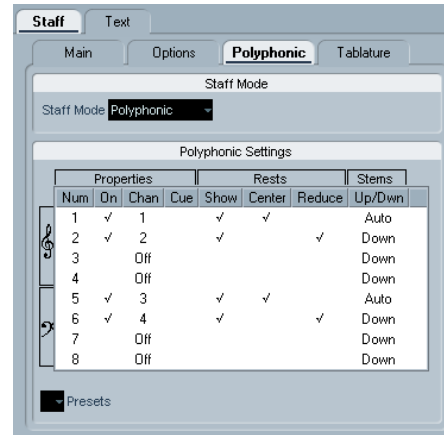 Staff Text
Main Options Polyphonic Tablature
Staff Mode
Staff Mode Polyphonic
Polyphonic Settings
Properties Rests Stems
Num On Chan Cue Show Center Reduce Up/Dwn
1 √ 1 √ √ Auto
2 √ 2 √ √ Down
3 Off Down
4 Off Down
5 √ 3 √ √ Auto
6 √ 4 √ √ Down
7 Off Down
8 Off Down
Presets